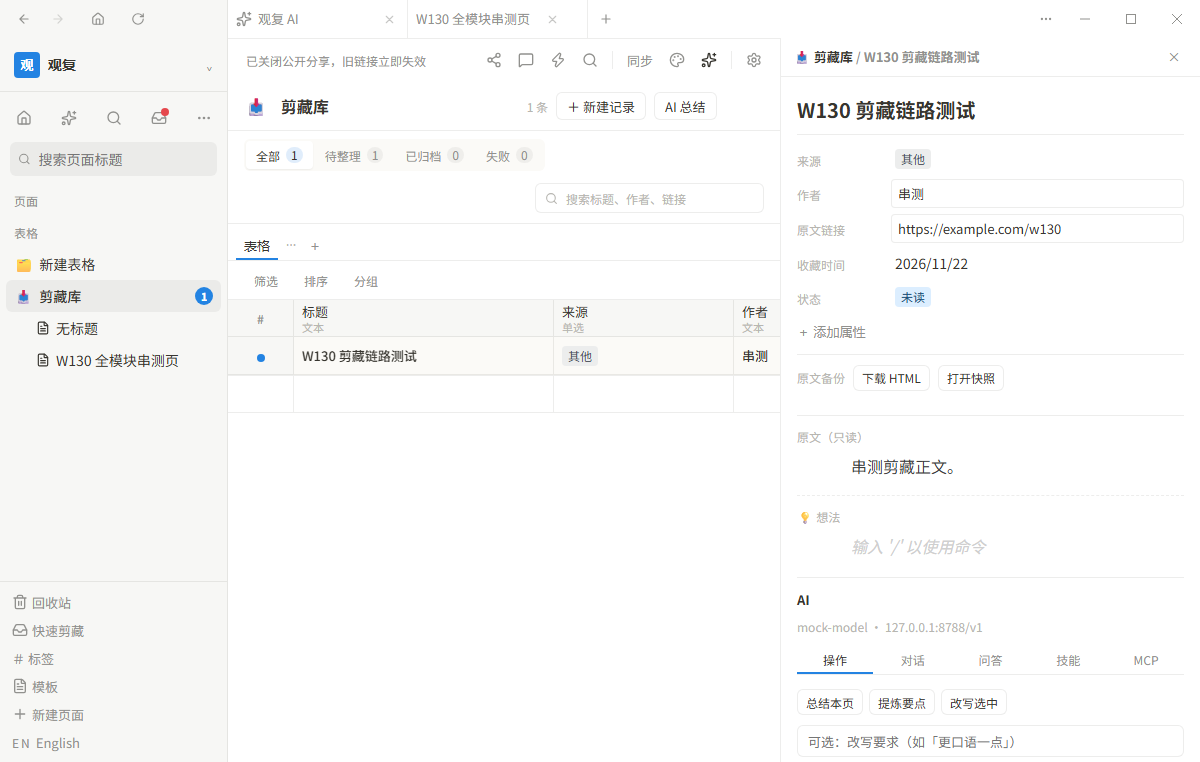 观复 AI
W130 全模块串测页
观 观复
搜索页面标题
页面
表格
新建表格
剪藏库 1
无标题
W130 全模块串测页
回收站
快速剪藏
# 标签
模板
新建页面
EN English
已关闭公开分享，旧链接立即失效
同步
剪藏库
1 条
+ 新建记录
AI 总结
全部 1 待整理 1 已归档 0 失败 0
搜索标题、作者、链接
表格 ... +
筛选 排序 分组
# 标题 来源 作者
文本 单选 文本
W130 剪藏链路测试 其他 串测
剪藏库 / W130 剪藏链路测试
W130 剪藏链路测试
来源 其他
作者 串测
原文链接 https://example.com/w130
收藏时间 2026/11/22
状态 未读
+ 添加属性
原文备份 下载 HTML 打开快照
原文（只读）
串测剪藏正文。
想法
输入 '/' 以使用命令
AI
mock-model · 127.0.0.1:8788/v1
操作 对话 问答 技能 MCP
总结本页 提炼要点 改写选中
可选：改写要求（如「更口语一点」）